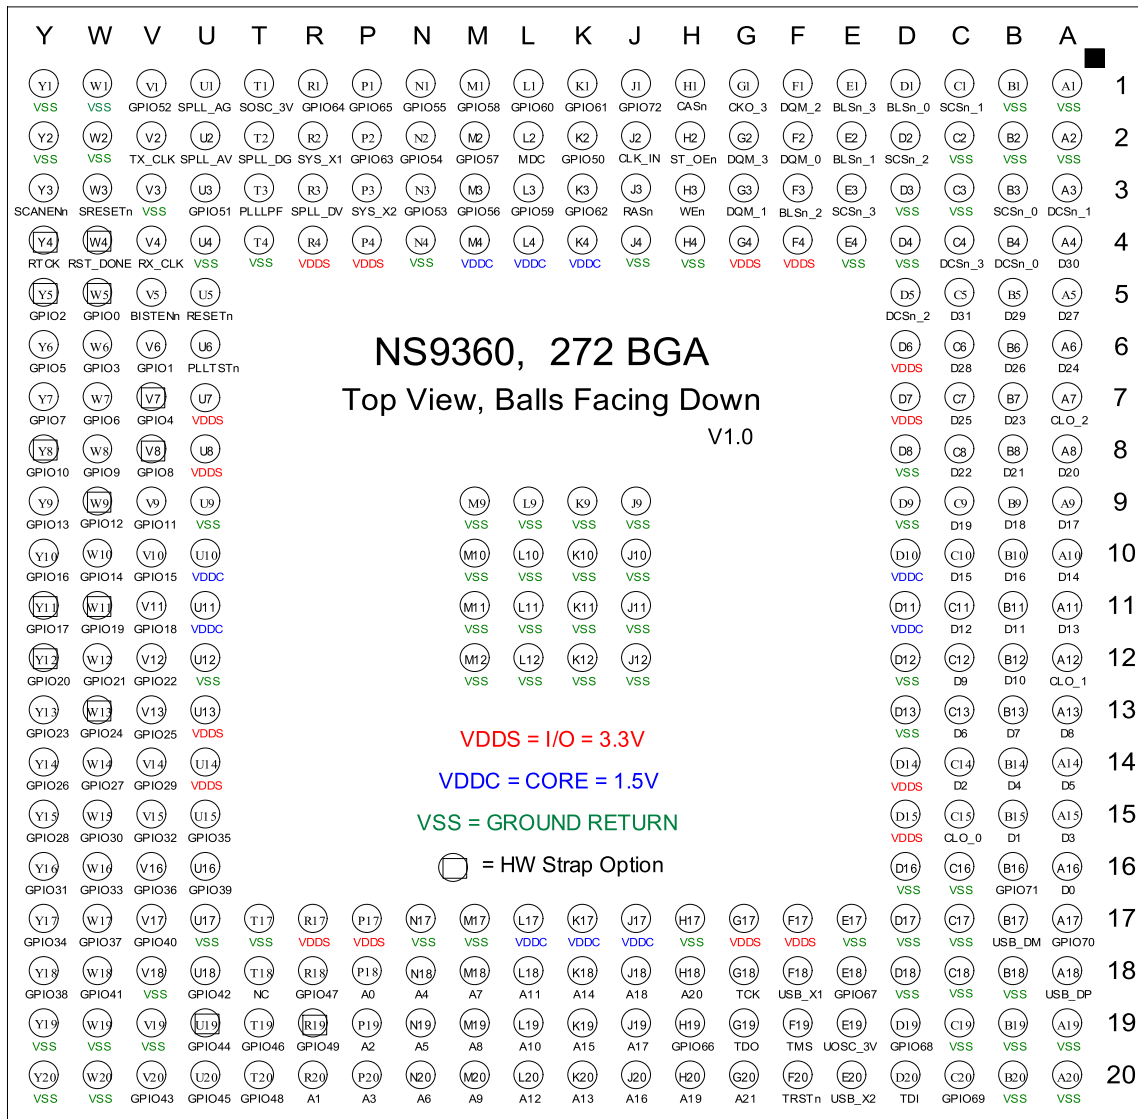 Y W V U T R P N M L K J H G F E D C B A
Y1 W1 V1 U1 T1 R1 P1 N1 M1 L1 K1 J1 H1 G1 F1 E1 D1 C1 B1 A1 1
VSS VSS GPIO52 SPLL_AG SOSC_3V GPIO64 GPIO65 GPIO55 GPIO58 GPIO60 GPIO61 GPIO72 CASn CKO_3 DQM_2 BLSn_3 BLSn_0 SCSn_1 VSS VSS
Y2 W2 V2 U2 T2 R2 P2 N2 M2 L2 K2 J2 H2 G2 F2 E2 D2 C2 B2 A2 2
VSS VSS TX_CLK SPLL_AV SPLL_DG SYS_X1 GPIO63 GPIO54 GPIO57 MDC GPIO50 CLK_IN ST_OEn DQM_3 DQM_0 BLSn_1 SCSn_2 VSS VSS VSS
Y3 W3 V3 U3 T3 R3 P3 N3 M3 L3 K3 J3 H3 G3 F3 E3 D3 C3 B3 A3 3
SCANENn SRESETn VSS GPIO51 PLLLPF SPLL_DV SYS_X2 GPIO53 GPIO56 GPIO59 GPIO62 RASn WEn DQM_1 BLSn_2 SCSn_3 VSS VSS SCSn_0 DCSn_1
Y4 W4 V4 U4 T4 R4 P4 N4 M4 L4 K4 J4 H4 G4 F4 E4 D4 C4 B4 A4 4
RTCK RST_DONE RX_CLK VSS VSS VDDS VDDS VSS VDDC VDDC VDDC VSS VSS VDDS VDDS VSS VSS DCSn_3 DCSn_0 D30
Y5 W5 V5 U5 D5 C5 B5 A5 5
GPIO2 GPIO0 BISTENn RESETn DCSn_2 D31 D29 D27
Y6 W6 V6 U6 NS9360, 272 BGA D6 C6 B6 A6 6
GPIO5 GPIO3 GPIO1 PLLTSTn VDDS D28 D26 D24
Y7 W7 V7 U7 Top View, Balls Facing Down D7 C7 B7 A7 7
GPIO7 GPIO6 GPIO4 VDDS VDDS D25 D23 CLO_2
V1.0
Y8 W8 V8 U8 D8 C8 B8 A8 8
GPIO10 GPIO9 GPIO8 VDDS VSS D22 D21 D20
Y9 W9 V9 U9 M9 L9 K9 J9 D9 C9 B9 A9 9
GPIO13 GPIO12 GPIO11 VSS VSS VSS VSS VSS VSS D19 D18 D17
Y10 W10 V10 U10 M10 L10 K10 J10 D10 C10 B10 A10 10
GPIO16 GPIO14 GPIO15 VDDC VSS VSS VSS VSS VDDC D15 D16 D14
Y11 W11 V11 U11 M11 L11 K11 J11 D11 C11 B11 A11 11
GPIO17 GPIO19 GPIO18 VDDC VSS VSS VSS VSS VDDC D12 D11 D13
Y12 W12 V12 U12 M12 L12 K12 J12 D12 C12 B12 A12 12
GPIO20 GPIO21 GPIO22 VSS VSS VSS VSS VSS VSS D9 D10 CLO_1
Y13 W13 V13 U13 D13 C13 B13 A13 13
GPIO23 GPIO24 GPIO25 VDDS VSS D6 D7 D8
VDDS = I/O = 3.3V
Y14 W14 V14 U14 D14 C14 B14 A14 14
GPIO26 GPIO27 GPIO29 VDDS VDDS D2 D4 D5
VDDC = CORE = 1.5V
Y15 W15 V15 U15 D15 C15 B15 A15 15
VSS = GROUND RETURN
GPIO28 GPIO30 GPIO32 GPIO35 VDDS CLO_0 D1 D3
Y16 W16 V16 U16 = HW Strap Option D16 C16 B16 A16 16
GPIO31 GPIO33 GPIO36 GPIO39 VSS VSS GPIO71 D0
Y17 W17 V17 U17 T17 R17 P17 N17 M17 L17 K17 J17 H17 G17 F17 E17 D17 C17 B17 A17 17
GPIO34 GPIO37 GPIO40 VSS VSS VDDS VDDS VSS VSS VDDC VDDC VDDC VSS VDDS VDDS VSS VSS VSS USB_DM GPIO70
Y18 W18 V18 U18 T18 R18 P18 N18 M18 L18 K18 J18 H18 G18 F18 E18 D18 C18 B18 A18 18
GPIO38 GPIO41 VSS GPIO42 NC GPIO47 A0 A4 A7 A11 A14 A18 A20 TCK USB_X1 GPIO67 VSS VSS VSS USB_DP
Y19 W19 V19 U19 T19 R19 P19 N19 M19 L19 K19 J19 H19 G19 F19 E19 D19 C19 B19 A19 19
VSS VSS VSS GPIO44 GPIO46 GPIO49 A2 A5 A8 A10 A15 A17 GPIO66 TDO TMS UOSC_3V GPIO68 VSS VSS VSS
Y20 W20 V20 U20 T20 R20 P20 N20 M20 L20 K20 J20 H20 G20 F20 E20 D20 C20 B20 A20 20
VSS VSS GPIO43 GPIO45 GPIO48 A1 A3 A6 A9 A12 A13 A16 A19 A21 TRSTn USB_X2 TDI GPIO69 VSS VSS